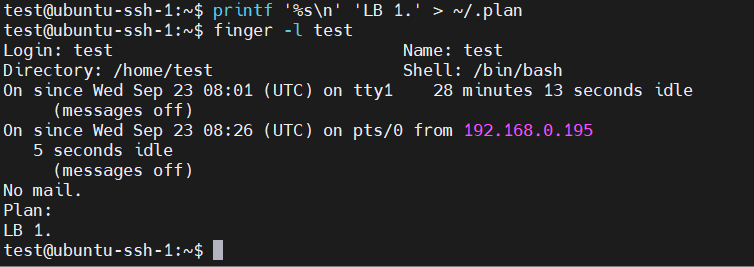 test@ubuntu-ssh-1:~$ printf '%s\n' 'LB 1.' > ~/.plan
test@ubuntu-ssh-1:~$ finger -l test
Login: test                             Name: test
Directory: /home/test                   Shell: /bin/bash
On since Wed Sep 23 08:01 (UTC) on tty1    28 minutes 13 seconds idle
     (messages off)
On since Wed Sep 23 08:26 (UTC) on pts/0 from 192.168.0.195
   5 seconds idle
     (messages off)
No mail.
Plan:
LB 1.
test@ubuntu-ssh-1:~$